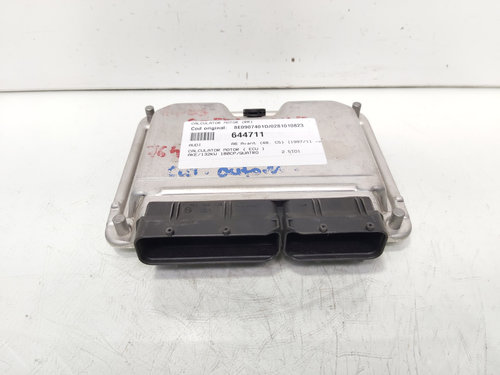 CALCULATOR MOTOR (ECU)
Cod original: 8E0907401D/0281010823
644711
AUDI A6 Avant (4B, C5) (1997/11 -
CALCULATOR MOTOR ( ECU )
AKE/132KW 180CP/QUATRO 2.5TDI